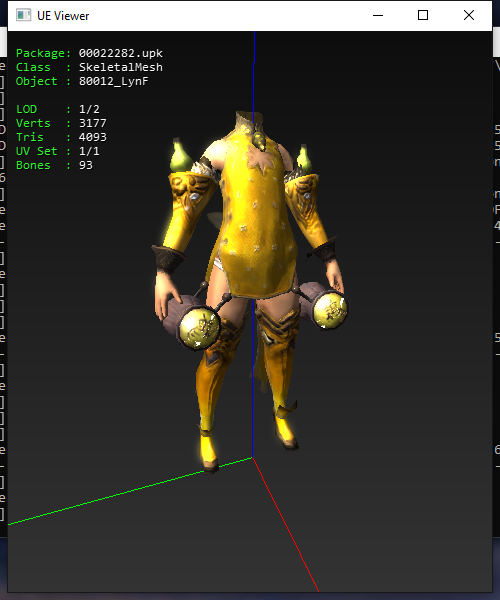 UE Viewer
Package: 00022282.upk
Class  : SkeletalMesh
Object : 80012_LynF
LOD    : 1/2
Verts  : 3177
Tris   : 4093
UV Set : 1/1
Bones  : 93